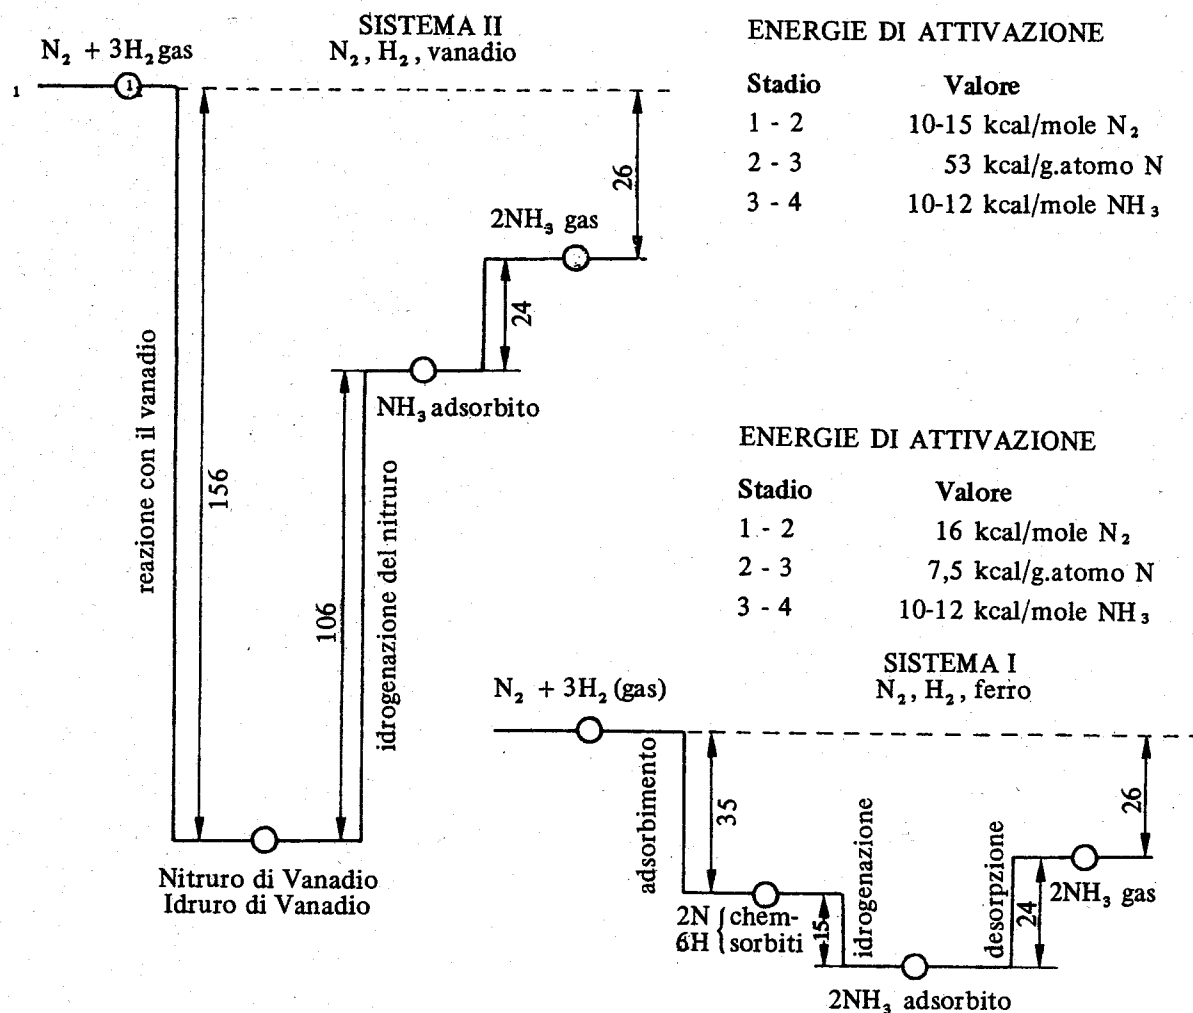 SISTEMA II
N₂, H₂, vanadio
N₂ + 3H₂ gas
1
1
26
2NH₃ gas
24
NH₃ adsorbito
reazione con il vanadio
156
106
idrogenazione del nitruro
Nitruro di Vanadio
Idruro di Vanadio
ENERGIE DI ATTIVAZIONE
Stadio Valore
1 - 2 10-15 kcal/mole N₂
2 - 3 53 kcal/g.atomo N
3 - 4 10-12 kcal/mole NH₃
ENERGIE DI ATTIVAZIONE
Stadio Valore
1 - 2 16 kcal/mole N₂
2 - 3 7,5 kcal/g.atomo N
3 - 4 10-12 kcal/mole NH₃
SISTEMA I
N₂, H₂, ferro
N₂ + 3H₂ (gas)
adsorbimento
35
2N { chem-
6H { sorbiti
15
idrogenazione
2NH₃ adsorbito
desorpzione
24
2NH₃ gas
26